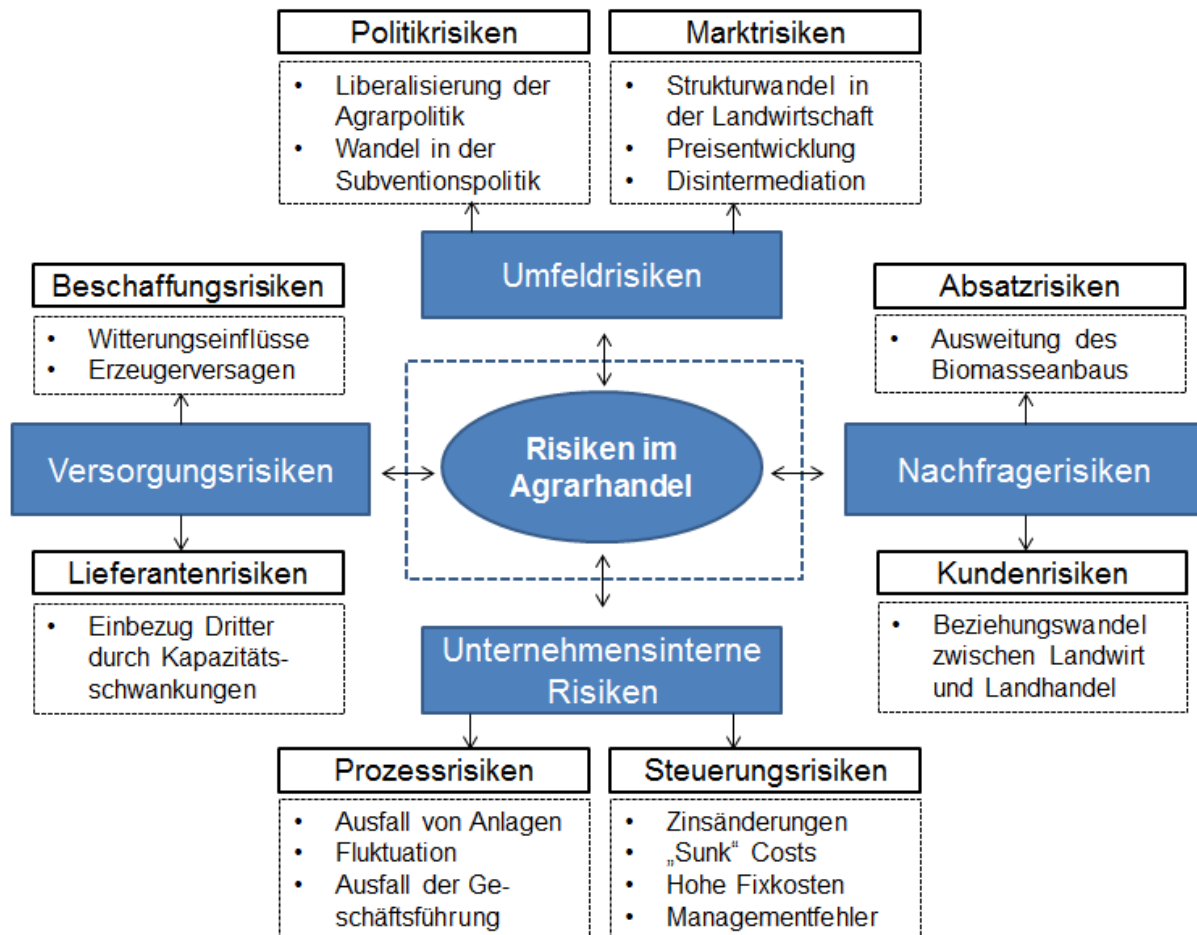 Politikrisiken
• Liberalisierung der
Agrarpolitik
• Wandel in der
Subventionspolitik
Marktrisiken
• Strukturwandel in
der Landwirtschaft
• Preisentwicklung
• Disintermediation
Umfeldrisiken
Beschaffungsrisiken
• Witterungseinflüsse
• Erzeugerversagen
Versorgungsrisiken
Lieferantenrisiken
• Einbezug Dritter
durch Kapazitäts-
schwankungen
Risiken im
Agrarhandel
Absatzrisiken
• Ausweitung des
Biomasseanbaus
Nachfragerisiken
Kundenrisiken
• Beziehungswandel
zwischen Landwirt
und Landhandel
Unternehmensinterne
Risiken
Prozessrisiken
• Ausfall von Anlagen
• Fluktuation
• Ausfall der Ge-
schäftsführung
Steuerungsrisiken
• Zinsänderungen
• „Sunk“ Costs
• Hohe Fixkosten
• Managementfehler